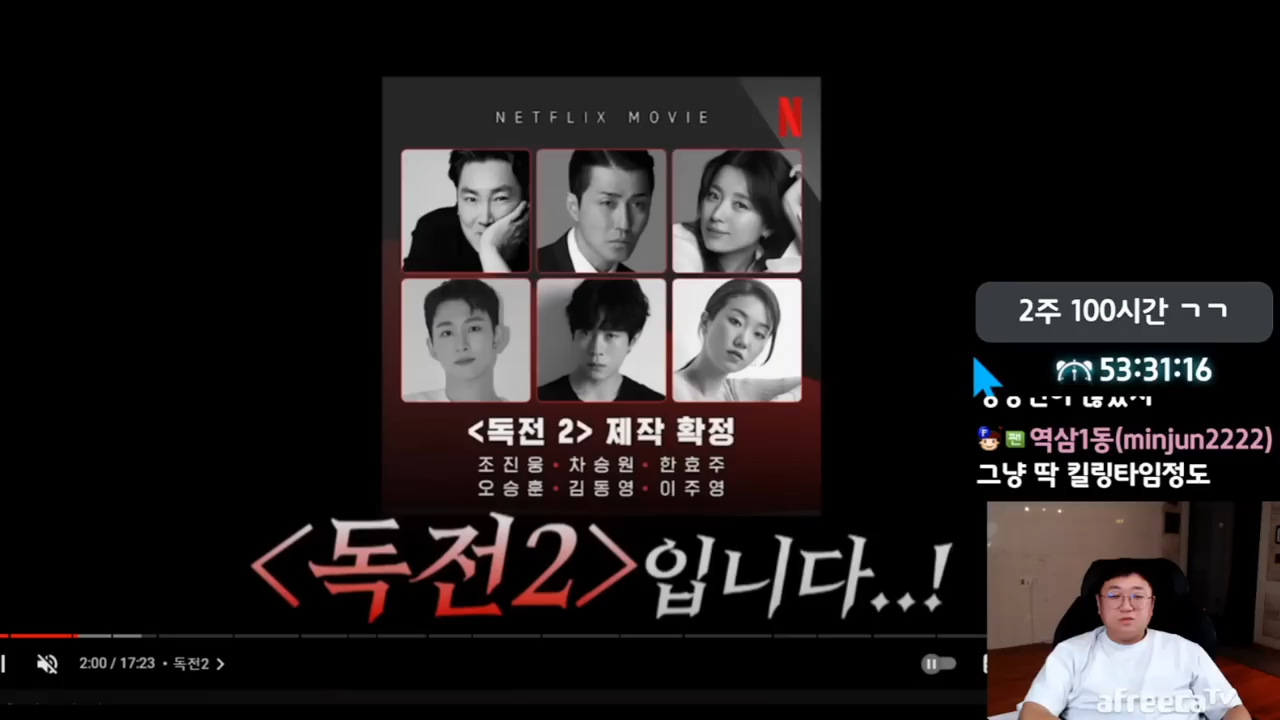 NETFLIX MOVIE
N
<독전 2> 제작 확정
조진웅•차승원•한효주
오승훈•김동영•이주영
<독전2>입니다..!
2주 100시간 ㄱㄱ
53:31:16
F 팬 역삼1동(minjun2222)
그냥 딱 킬링타임정도
2:00 / 17:23 • 독전2 >
afreecaTV